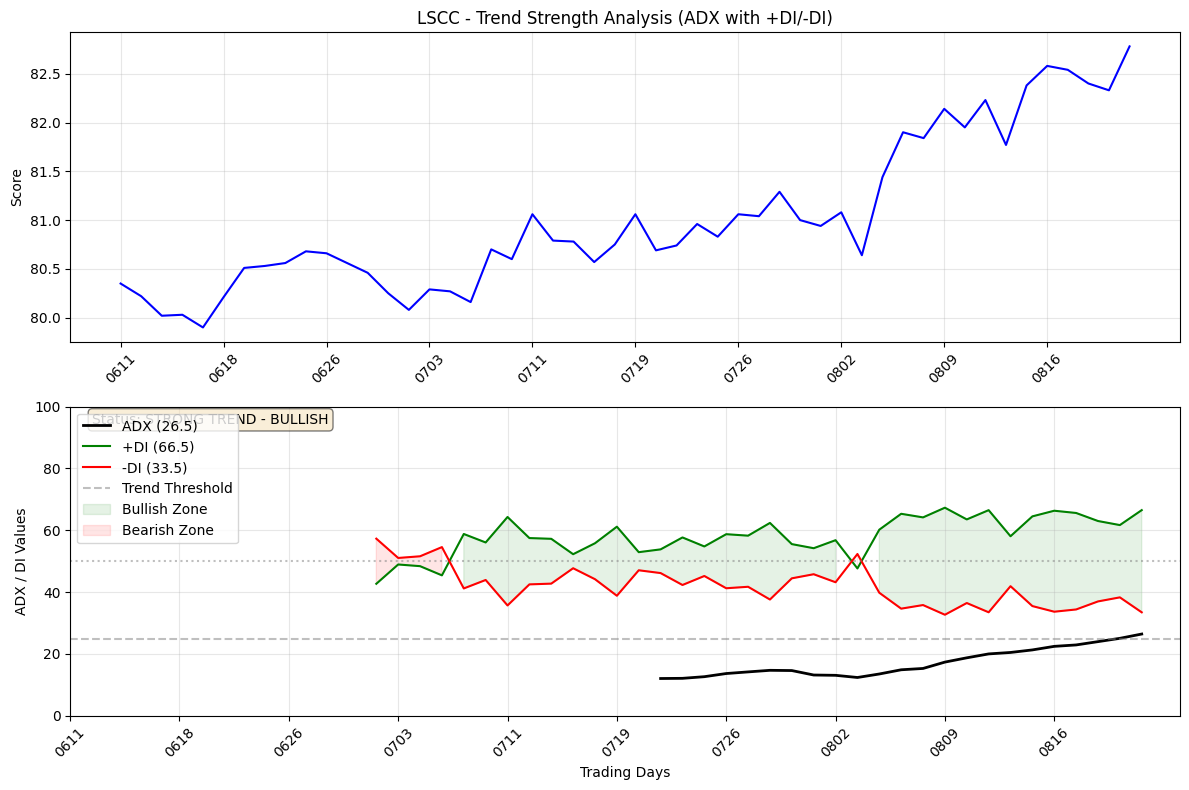 LSCC - Trend Strength Analysis (ADX with +DI/-DI)
Score
82.5
82.0
81.5
81.0
80.5
80.0
0611
0618
0626
0703
0711
0719
0726
0802
0809
0816
Status: STRONG TREND - BULLISH
ADX (26.5)
+DI (66.5)
-DI (33.5)
Trend Threshold
Bullish Zone
Bearish Zone
ADX / DI Values
100
80
60
40
20
0
0611
0618
0626
0703
0711
0719
0726
0802
0809
0816
Trading Days